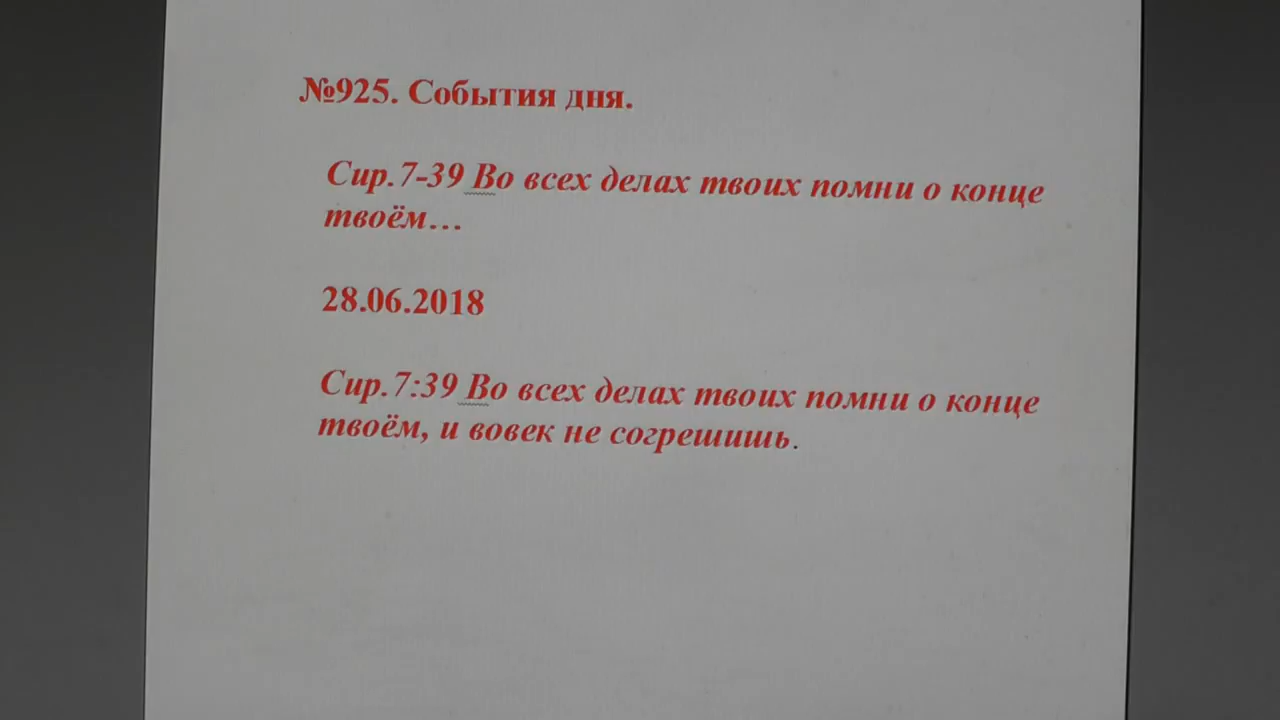 №925. События дня.
Сир.7-39 Во всех делах твоих помни о конце
твоём…
28.06.2018
Сир.7:39 Во всех делах твоих помни о конце
твоём, и вовек не согрешишь.